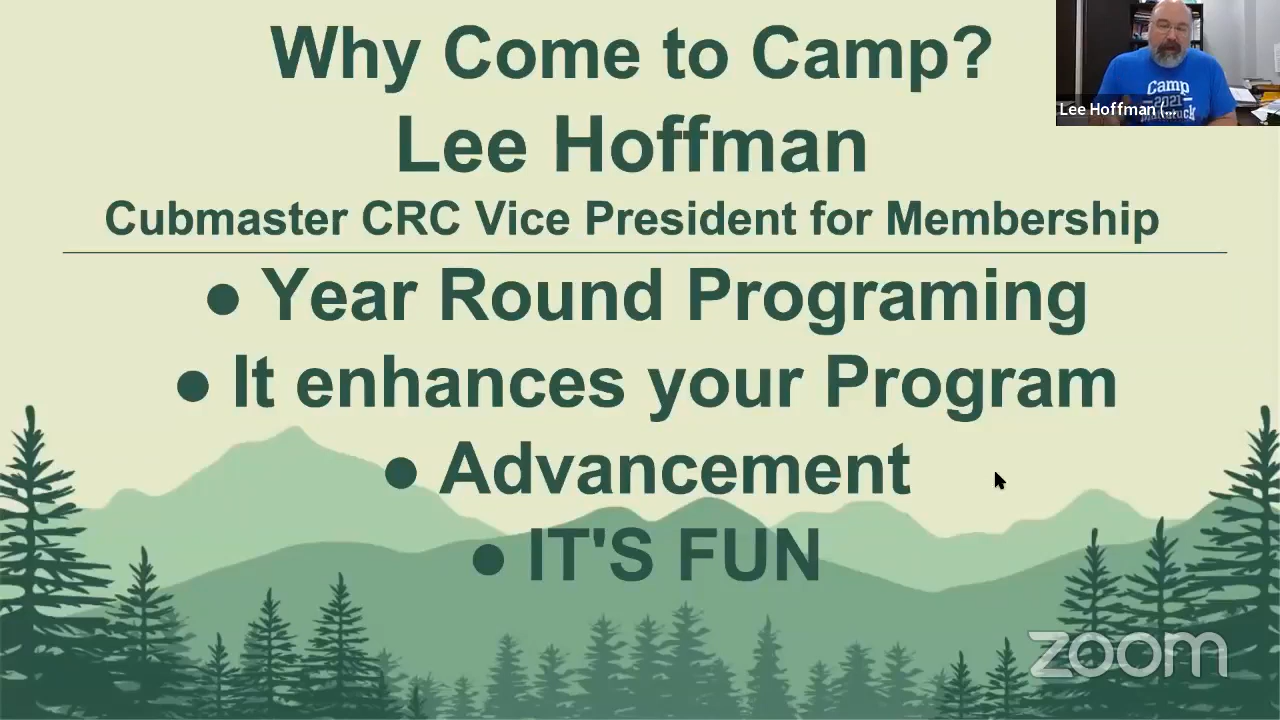 Why Come to Camp?
Lee Hoffman
Cubmaster CRC Vice President for Membership
● Year Round Programing
● It enhances your Program
● Advancement
● IT'S FUN
Camp
2021
Lee Hoffman (...
zoom